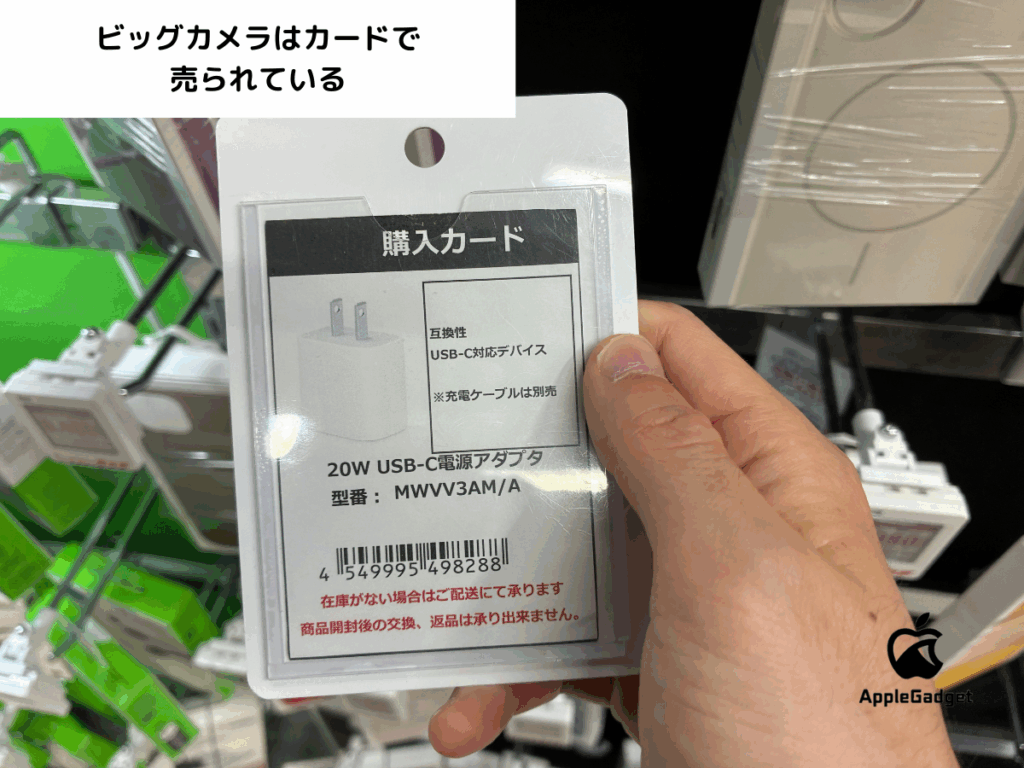 ビッグカメラはカードで
売られている
購入カード
互換性
USB-C対応デバイス
※充電ケーブルは別売
20W USB-C電源アダプタ
型番： MWVV3AM/A
4 549995 498288
在庫がない場合はご配送にて承ります
商品開封後の交換、返品は承り出来ません。
AppleGadget